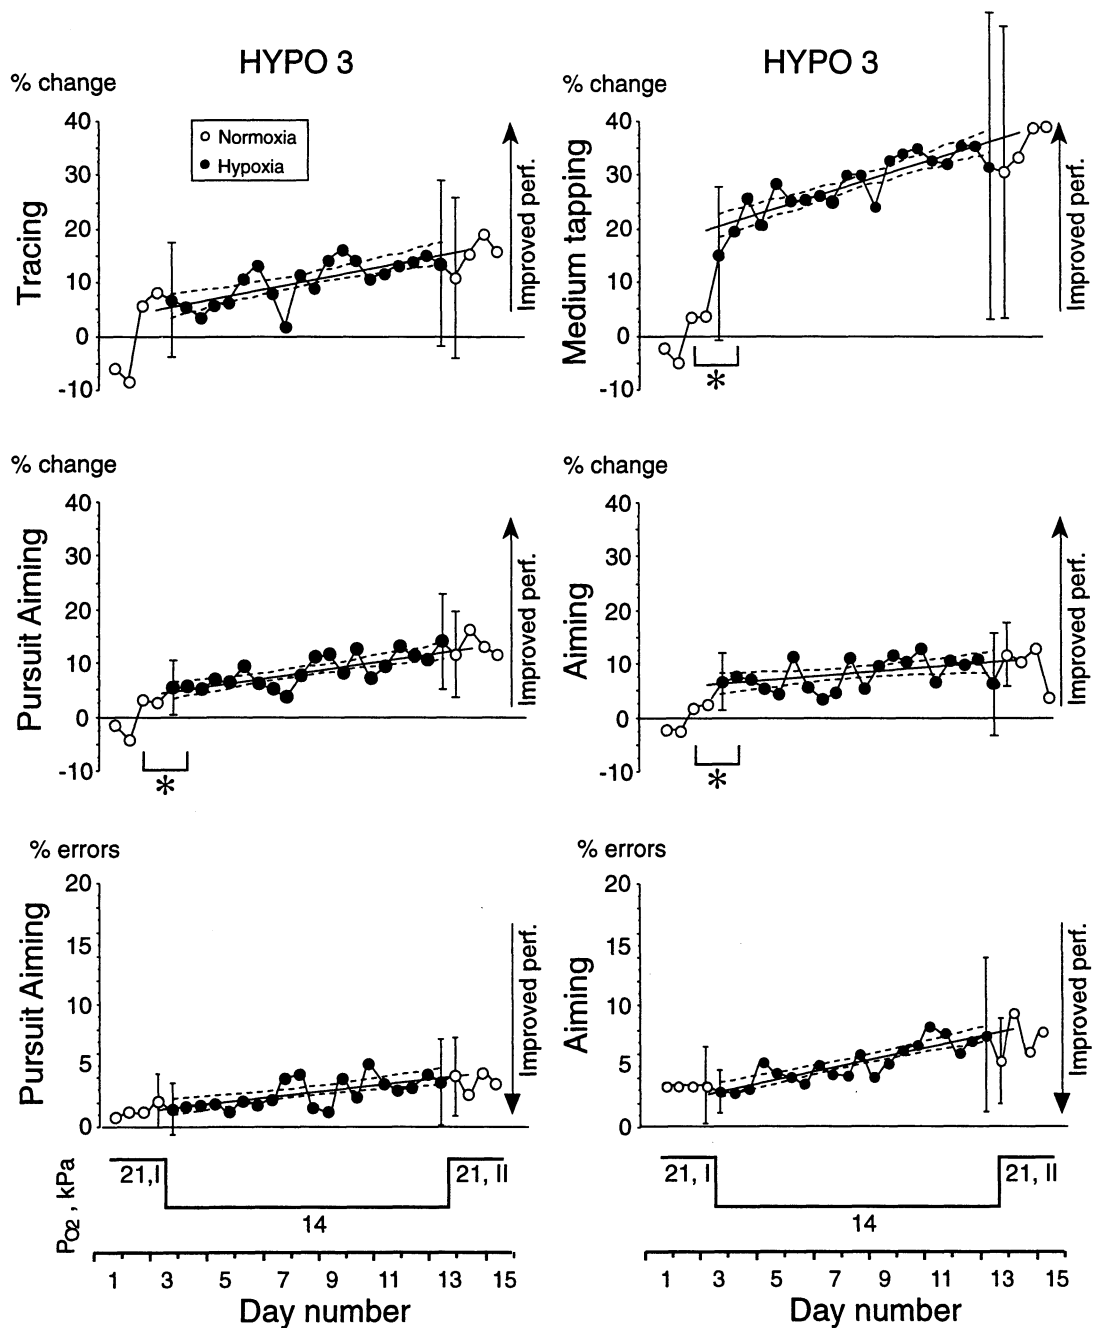 HYPO 3
% change
Tracing
40
30
20
10
0
-10
Normoxia
Hypoxia
Improved perf.
HYPO 3
% change
Medium tapping
40
30
20
10
0
-10
*
Improved perf.
% change
Pursuit Aiming
40
30
20
10
0
-10
*
Improved perf.
% change
Aiming
40
30
20
10
0
-10
*
Improved perf.
% errors
Pursuit Aiming
20
15
10
5
0
Improved perf.
% errors
Aiming
20
15
10
5
0
Improved perf.
PO2, kPa
21,I
14
21, II
1 3 5 7 9 11 13 15
Day number
21, I
14
21, II
1 3 5 7 9 11 13 15
Day number